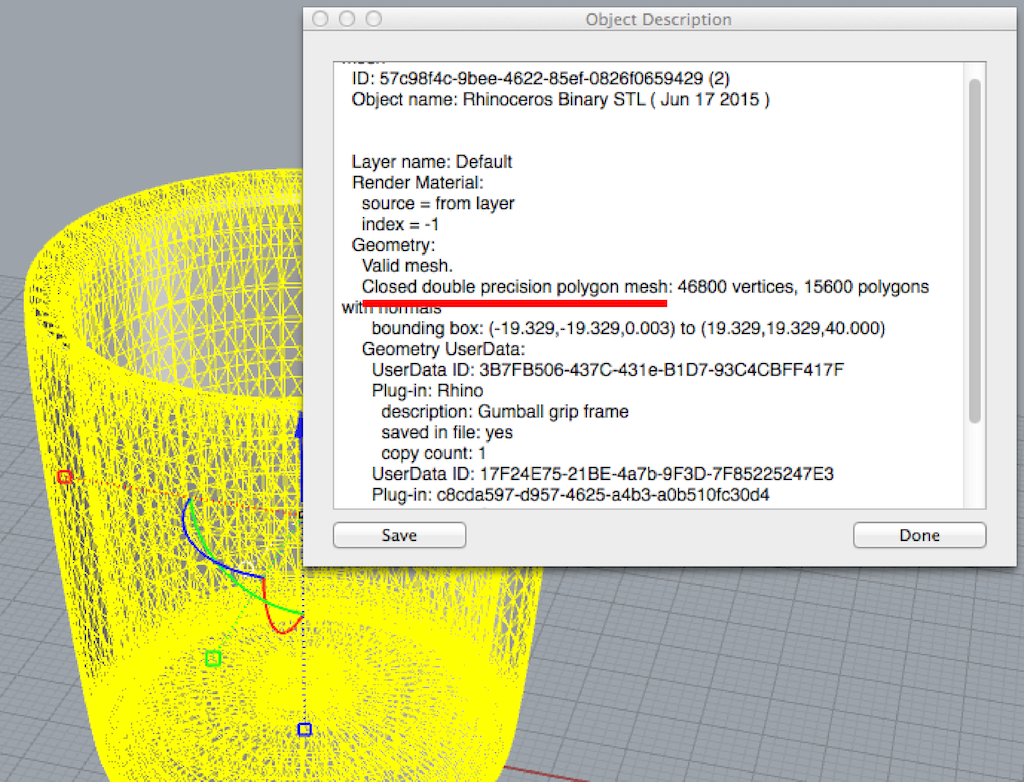 Object Description
ID: 57c98f4c-9bee-4622-85ef-0826f0659429 (2)
Object name: Rhinoceros Binary STL ( Jun 17 2015 )
Layer name: Default
Render Material:
source = from layer
index = -1
Geometry:
Valid mesh.
Closed double precision polygon mesh: 46800 vertices, 15600 polygons
with normals
bounding box: (-19.329,-19.329,0.003) to (19.329,19.329,40.000)
Geometry UserData:
UserData ID: 3B7FB506-437C-431e-B1D7-93C4CBFF417F
Plug-in: Rhino
description: Gumball grip frame
saved in file: yes
copy count: 1
UserData ID: 17F24E75-21BE-4a7b-9F3D-7F85225247E3
Plug-in: c8cda597-d957-4625-a4b3-a0b510fc30d4
Save
Done